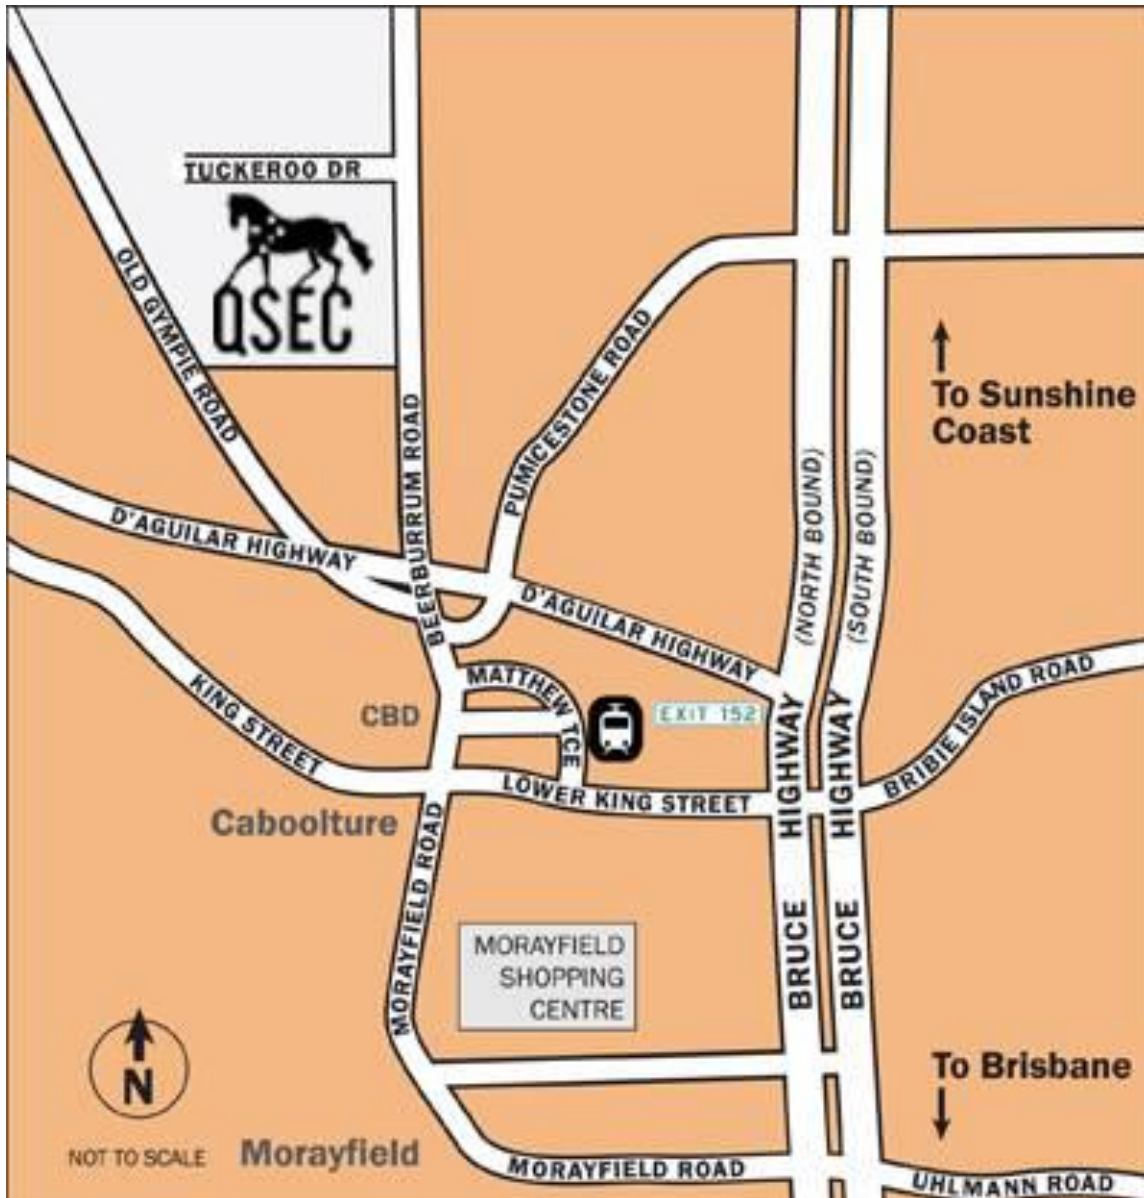 TUCKEROO DR
QSEC
OLD GYMPIE ROAD
BEERBURRUM ROAD
PUMICESTONE ROAD
To Sunshine
Coast
D'AGUILAR HIGHWAY
D'AGUILAR HIGHWAY
(NORTH BOUND)
(SOUTH BOUND)
KING STREET
CBD
MATTHEW TCE
EXIT 152
BRIBIE ISLAND ROAD
LOWER KING STREET
BRUCE HIGHWAY
BRUCE HIGHWAY
Caboolture
MORAYFIELD ROAD
MORAYFIELD
SHOPPING
CENTRE
N
NOT TO SCALE
To Brisbane
Morayfield
MORAYFIELD ROAD
UHLMANN ROAD